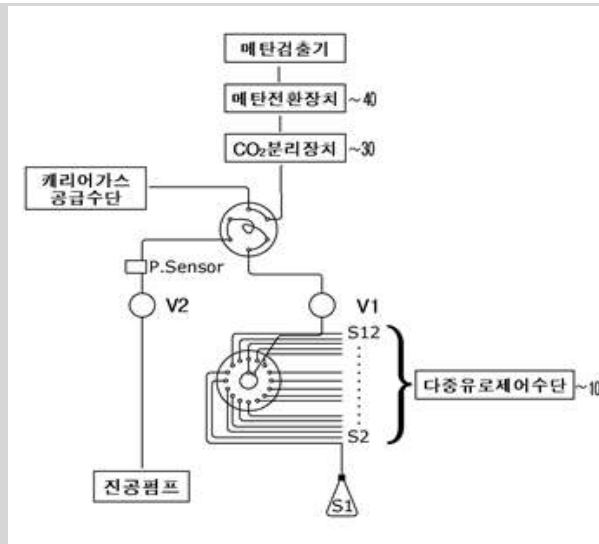 메탄검출기
메탄전환장치 ~40
CO₂분리장치 ~30
캐리어가스
공급수단
P.Sensor
V2
V1
S12
다중유로제어수단 ~10
S2
진공펌프
S1